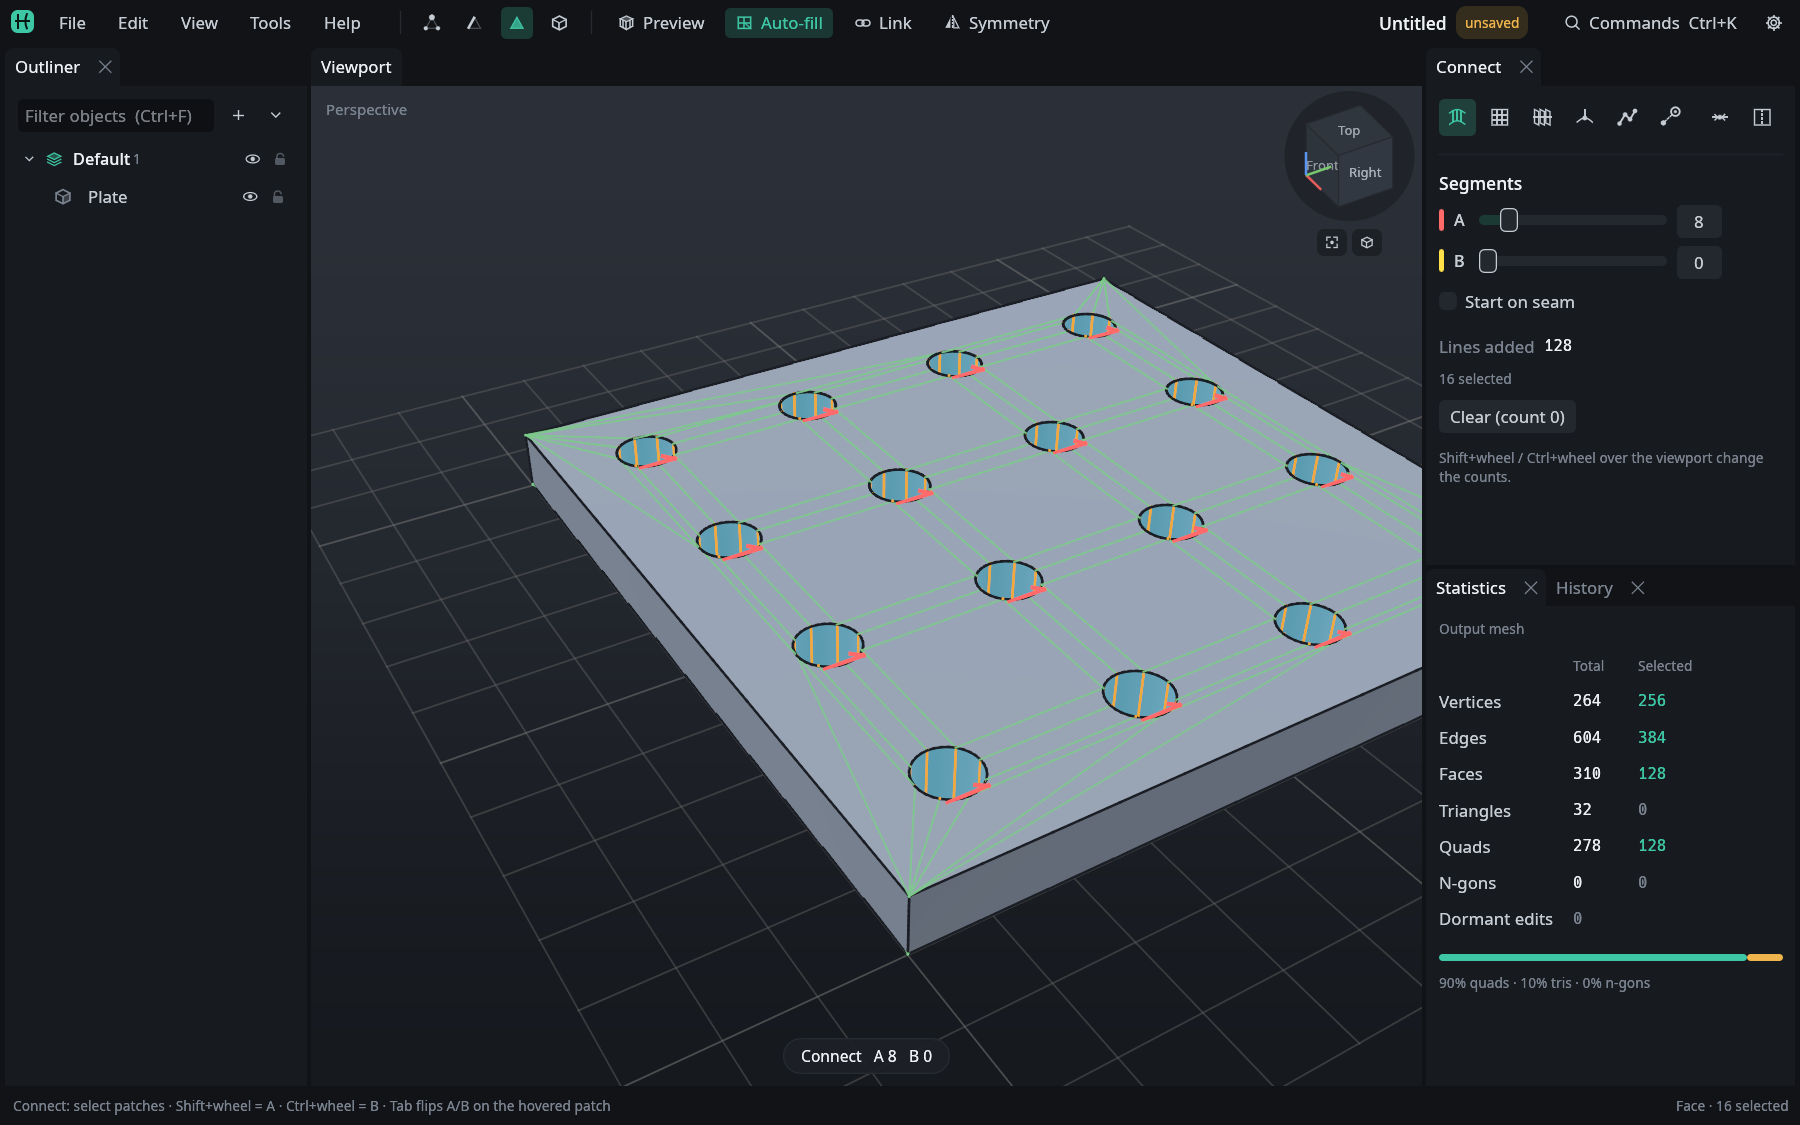 File Edit View Tools Help Preview Auto-fill Link Symmetry Untitled unsaved Commands Ctrl+K
Outliner
Filter objects (Ctrl+F)
Default 1
Plate
Viewport
Perspective
Top
Front
Right
Connect A 8 B 0
Connect
Segments
A 8
B 0
Start on seam
Lines added 128
16 selected
Clear (count 0)
Shift+wheel / Ctrl+wheel over the viewport change
the counts.
Statistics History
Output mesh
Total Selected
Vertices 264 256
Edges 604 384
Faces 310 128
Triangles 32 0
Quads 278 128
N-gons 0 0
Dormant edits 0
90% quads · 10% tris · 0% n-gons
Connect: select patches · Shift+wheel = A · Ctrl+wheel = B · Tab flips A/B on the hovered patch
Face · 16 selected